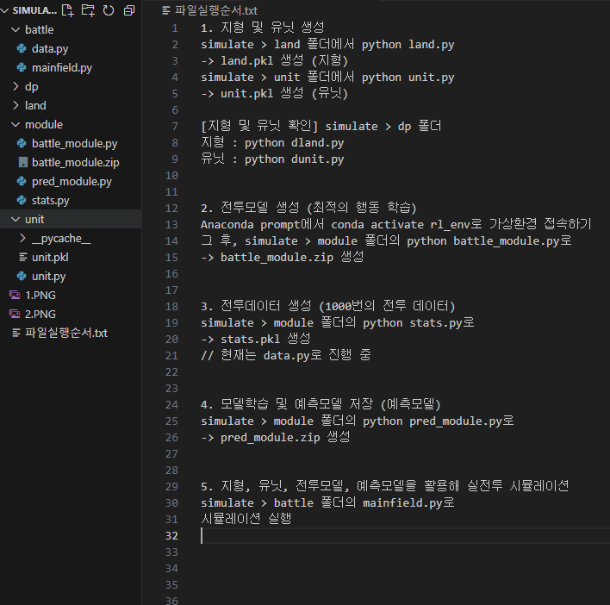 SIMULA...
battle
data.py
mainfield.py
dp
land
module
battle_module.py
battle_module.zip
pred_module.py
stats.py
unit
__pycache__
unit.pkl
unit.py
1.PNG
2.PNG
파일실행순서.txt
파일실행순서.txt
1 1. 지형 및 유닛 생성
2 simulate > land 폴더에서 python land.py
3 -> land.pkl 생성 (지형)
4 simulate > unit 폴더에서 python unit.py
5 -> unit.pkl 생성 (유닛)
6
7 [지형 및 유닛 확인] simulate > dp 폴더
8 지형 : python dland.py
9 유닛 : python dunit.py
10
11
12 2. 전투모델 생성 (최적의 행동 학습)
13 Anaconda prompt에서 conda activate rl_env로 가상환경 접속하기
14 그 후, simulate > module 폴더의 python battle_module.py로
15 -> battle_module.zip 생성
16
17
18 3. 전투데이터 생성 (1000번의 전투 데이터)
19 simulate > module 폴더의 python stats.py로
20 -> stats.pkl 생성
21 // 현재는 data.py로 진행 중
22
23
24 4. 모델학습 및 예측모델 저장 (예측모델)
25 simulate > module 폴더의 python pred_module.py로
26 -> pred_module.zip 생성
27
28
29 5. 지형, 유닛, 전투모델, 예측모델을 활용해 실전투 시뮬레이션
30 simulate > battle 폴더의 mainfield.py로
31 시뮬레이션 실행
32
33
34
35
36